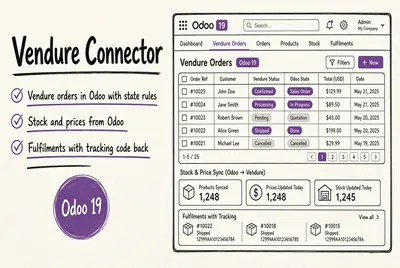 Vendure Connector
Vendure orders in Odoo with state rules
Stock and prices from Odoo
Fulfilments with tracking code back
Odoo 19
Odoo 19
Search...
Admin
My Company
Dashboard Vendure Orders Orders Products Stock Fulfilments
Vendure Orders Odoo 19 Filters + New
Order Ref Customer Vendure Status Odoo State Total (USD) Date
#10025 John Doe Confirmed Sales Order $129.99 May 21, 2025
#10024 Jane Smith Processing In Progress $89.50 May 21, 2025
#10023 Robert Brown Pending Quotation $45.00 May 20, 2025
#10022 Alice Green Shipped Done $199.00 May 20, 2025
#10021 Michael Lee Cancelled Cancelled $29.99 May 19, 2025
1-5 / 25 1 2 3 4 5
Stock & Price Sync (Odoo → Vendure)
Products Synced
1,248
Prices Updated Today
1,248
Stock Updated Today
1,245
Fulfilments with Tracking View all
#10022
Shipped
#10018
Shipped
#10015
Shipped